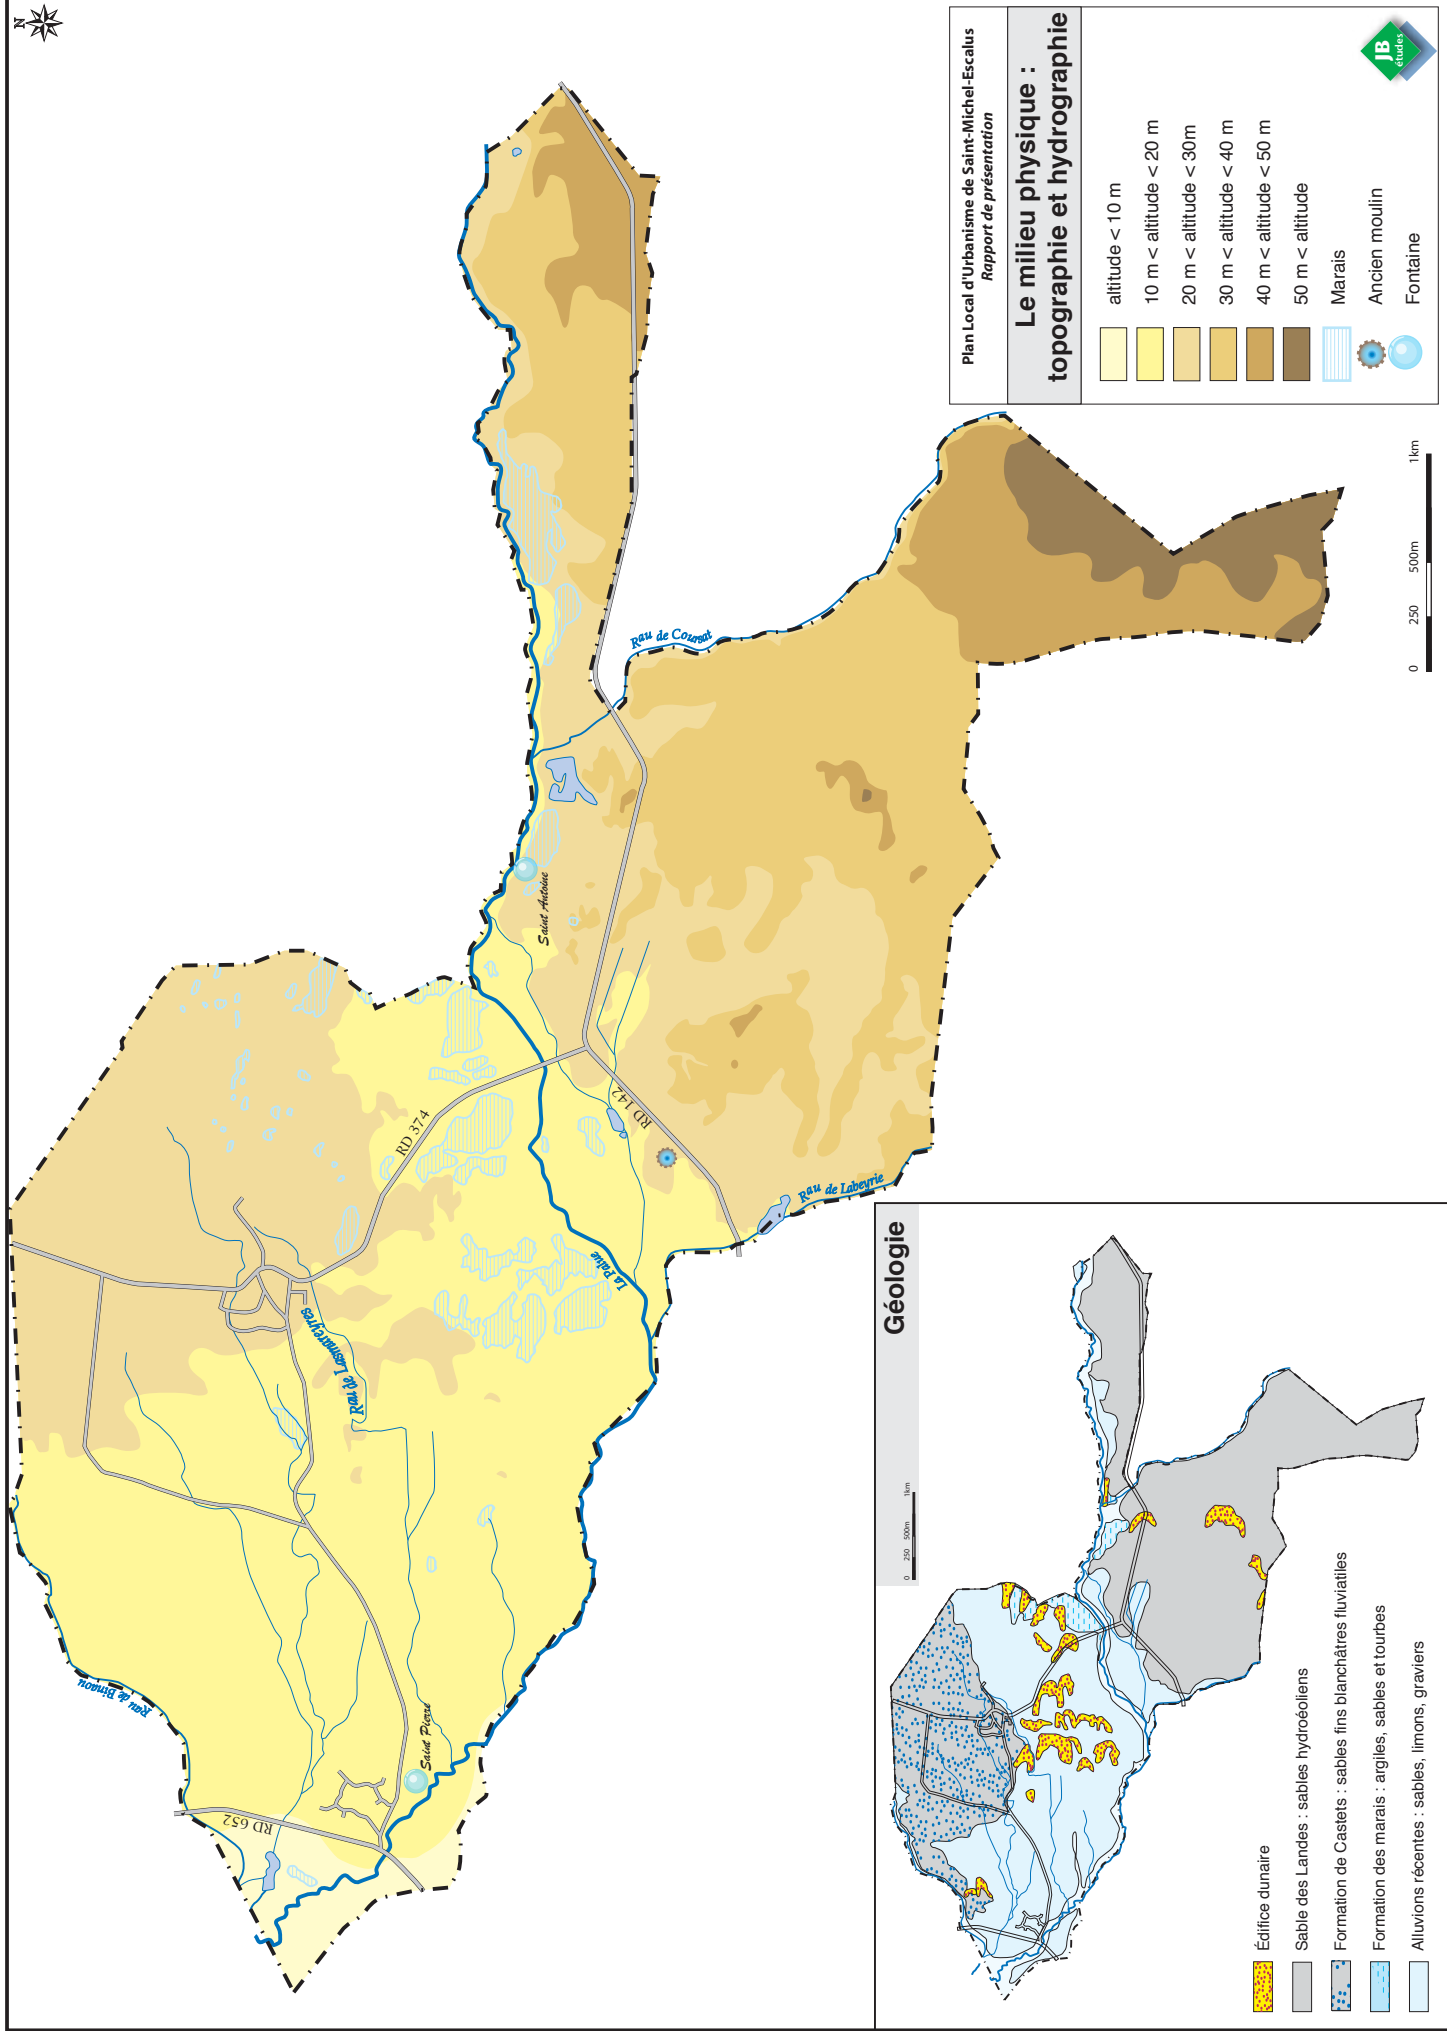 N
Plan Local d'Urbanisme de Saint-Michel-Escalus
Rapport de présentation
Le milieu physique :
topographie et hydrographie
altitude < 10 m
10 m < altitude < 20 m
20 m < altitude < 30m
30 m < altitude < 40 m
40 m < altitude < 50 m
50 m < altitude
Marais
Ancien moulin
Fontaine
JB
études
0 250 500m 1km
Rau de Binaou
RD 652
Saint Pierre
Rau de Lasmareyres
RD 374
La Palue
RD 142
Rau de Labeyrie
Saint Antoine
Rau de Coursat
Géologie
0 250 500m 1km
Édifice dunaire
Sable des Landes : sables hydroéoliens
Formation de Castets : sables fins blanchâtres fluviatiles
Formation des marais : argiles, sables et tourbes
Alluvions récentes : sables, limons, graviers